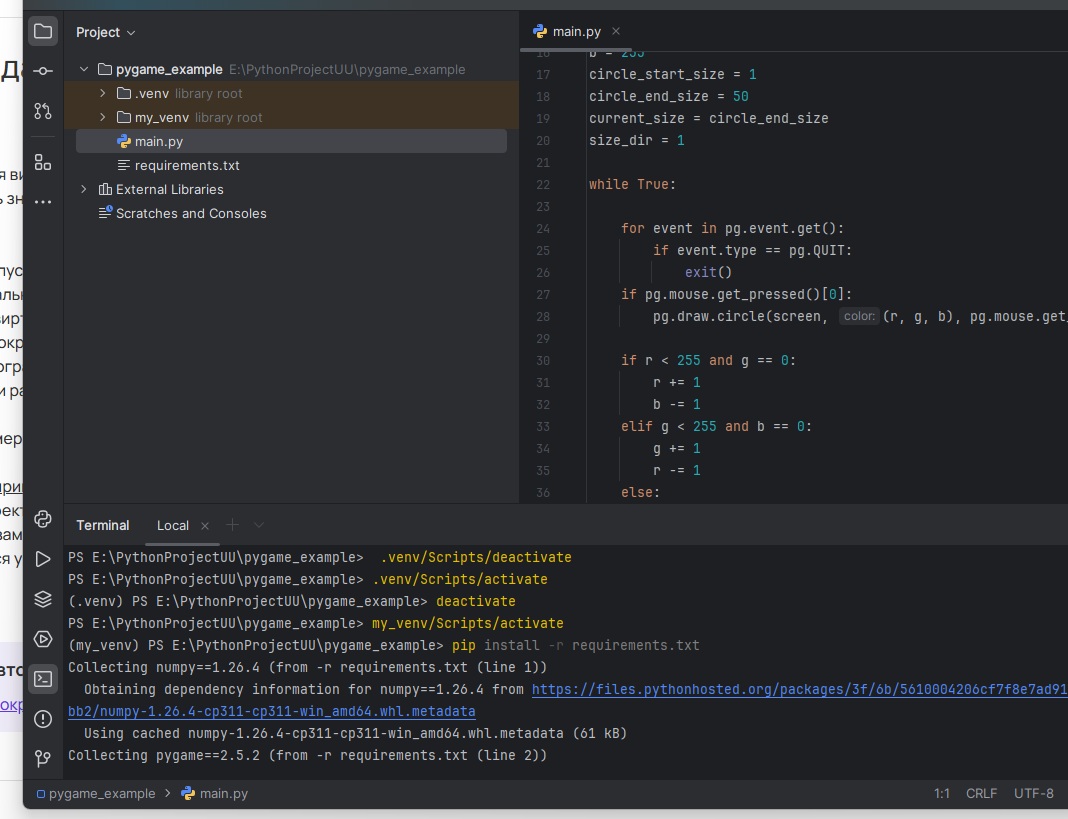 Project
pygame_example E:\PythonProjectUU\pygame_example
.venv library root
my_venv library root
main.py
requirements.txt
External Libraries
Scratches and Consoles
main.py
16 b = 255
17 circle_start_size = 1
18 circle_end_size = 50
19 current_size = circle_end_size
20 size_dir = 1
21
22 while True:
23
24 for event in pg.event.get():
25 if event.type == pg.QUIT:
26 exit()
27 if pg.mouse.get_pressed()[0]:
28 pg.draw.circle(screen, color: (r, g, b), pg.mouse.get_
29
30 if r < 255 and g == 0:
31 r += 1
32 b -= 1
33 elif g < 255 and b == 0:
34 g += 1
35 r -= 1
36 else:
Terminal Local
PS E:\PythonProjectUU\pygame_example> .venv/Scripts/deactivate
PS E:\PythonProjectUU\pygame_example> .venv/Scripts/activate
(.venv) PS E:\PythonProjectUU\pygame_example> deactivate
PS E:\PythonProjectUU\pygame_example> my_venv/Scripts/activate
(my_venv) PS E:\PythonProjectUU\pygame_example> pip install -r requirements.txt
Collecting numpy==1.26.4 (from -r requirements.txt (line 1))
Obtaining dependency information for numpy==1.26.4 from https://files.pythonhosted.org/packages/3f/6b/5610004206cf7f8e7ad91
bb2/numpy-1.26.4-cp311-cp311-win_amd64.whl.metadata
Using cached numpy-1.26.4-cp311-cp311-win_amd64.whl.metadata (61 kB)
Collecting pygame==2.5.2 (from -r requirements.txt (line 2))
pygame_example > main.py 1:1 CRLF UTF-8